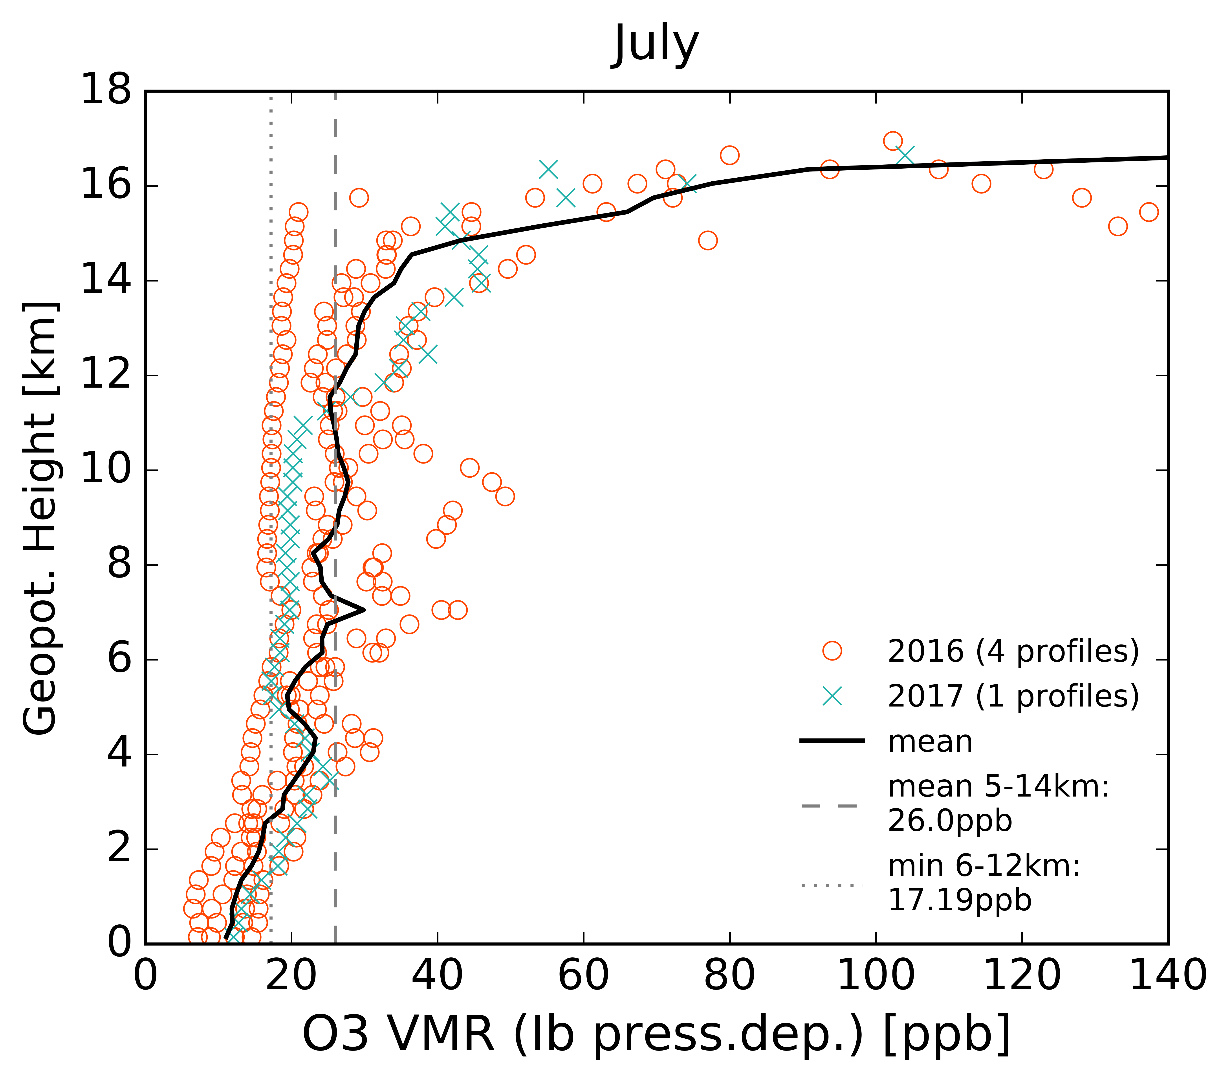 July
18
16
14
12
10
8
6
4
2
0
Geopot. Height [km]
2016 (4 profiles)
2017 (1 profiles)
mean
mean 5-14km:
26.0ppb
min 6-12km:
17.19ppb
0 20 40 60 80 100 120 140
O3 VMR (Ib press.dep.) [ppb]